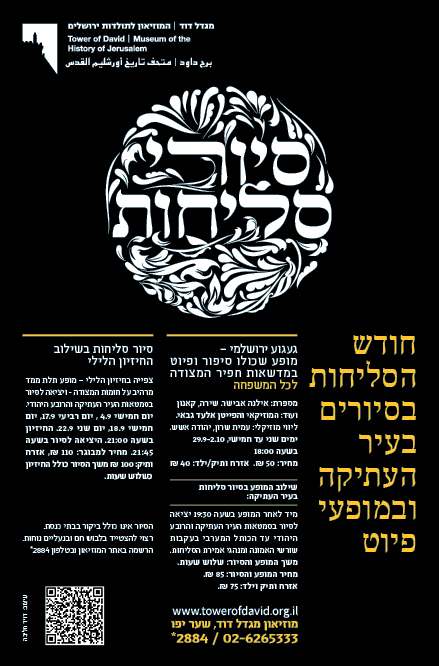 מגדל דוד | המוזיאון לתולדות ירושלים
Tower of David | Museum of the
History of Jerusalem
برج داود | متحف تاريخ أورشليم القدس
סיורי
סליחות
חודש
הסליחות
בסיורים
בעיר
העתיקה
ובמופעי
פיוט
געגוע ירושלמי –
מופע שכולו סיפור ופיוט
במדשאות חפיר המצודה
לכל המשפחה
מספרת: אילנה אבישר. שירה, קאנון
ועוד: המוזיקאי והפייטן אלעד גבאי.
ליווי מוזיקלי: עמית שרון, יהודה אשש.
ימים שני עד חמישי, 29.9-2.10
בשעה 18:00
מחיר: 50 ₪. אזרח ותיק/ילד: 40 ₪
שילוב המופע בסיור סליחות
בעיר העתיקה:
מיד לאחר המופע בשעה 19:30 יציאה
לסיור בסמטאות העיר העתיקה והרובע
היהודי עד הכותל המערבי בעקבות
שורשי האמונה ומנהגי אמירת הסליחות.
משך המופע והסיור: שלוש שעות.
מחיר המופע והסיור: 85 ₪.
אזרח ותיק וילד: 75 ₪.
www.towerofdavid.org.il
מוזיאון מגדל דוד, שער יפו
*2884 / 02-6265333
סיור סליחות בשילוב
החיזיון הלילי
צפייה בחיזיון הלילי – מופע תלת ממד
מרהיב על חומות המצודה - ויציאה לסיור
בסמטאות העיר העתיקה והרובע היהודי.
יום חמישי 4.9, יום רביעי 17.9, יום
חמישי 18.9, יום שני 22.9. החיזיון
בשעה 21:00. היציאה לסיור בשעה
21:45. מחיר למבוגר: 110 ₪, אזרח
ותיק: 100 ₪ משך הסיור כולל החיזיון
כשלוש שעות.
הסיור אינו כולל ביקור בבתי כנסת.
רצוי להצטייד בלבוש חם ובנעליים נוחות.
הרשמה באתר המוזיאון ובטלפון 2884*
עיצוב: דוד חליבה